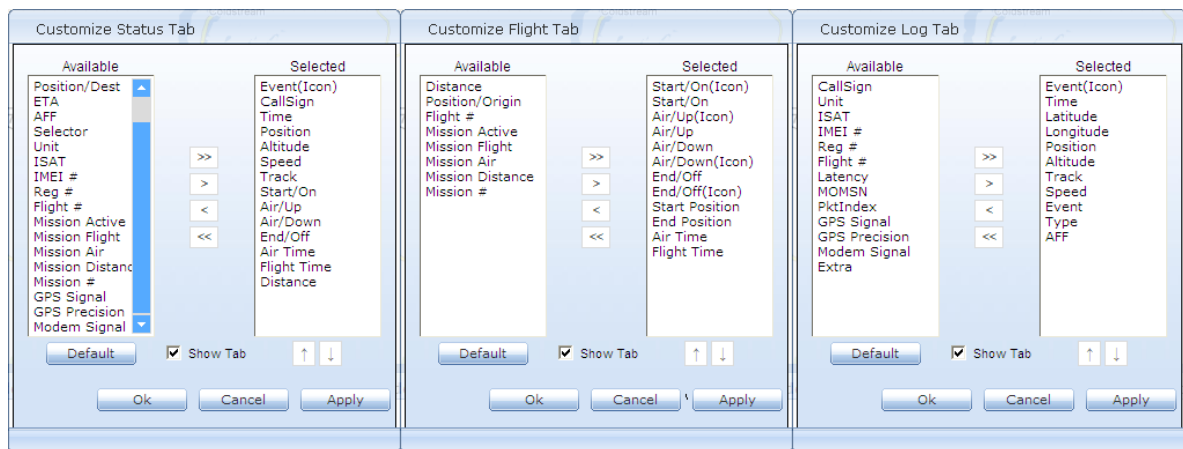 Coldstream
Customize Status Tab
Available
Selected
Position/Dest
ETA
AFF
Selector
Unit
ISAT
IMEI #
Reg #
Flight #
Mission Active
Mission Flight
Mission Air
Mission Distanc
Mission #
GPS Signal
GPS Precision
Modem Signal
>>
>
<
<<
Event(Icon)
CallSign
Time
Position
Altitude
Speed
Track
Start/On
Air/Up
Air/Down
End/Off
Air Time
Flight Time
Distance
Default
Show Tab
↑ ↓
Ok Cancel Apply
Coldstream
Customize Flight Tab
Available
Selected
Distance
Position/Origin
Flight #
Mission Active
Mission Flight
Mission Air
Mission Distance
Mission #
>>
>
<
<<
Start/On(Icon)
Start/On
Air/Up(Icon)
Air/Up
Air/Down
Air/Down(Icon)
End/Off
End/Off(Icon)
Start Position
End Position
Air Time
Flight Time
Default
Show Tab
↑ ↓
Ok Cancel Apply
Coldstream
Customize Log Tab
Available
Selected
CallSign
Unit
ISAT
IMEI #
Reg #
Flight #
Latency
MOMSN
PktIndex
GPS Signal
GPS Precision
Modem Signal
Extra
>>
>
<
<<
Event(Icon)
Time
Latitude
Longitude
Position
Altitude
Track
Speed
Event
Type
AFF
Default
Show Tab
↑ ↓
Ok Cancel Apply